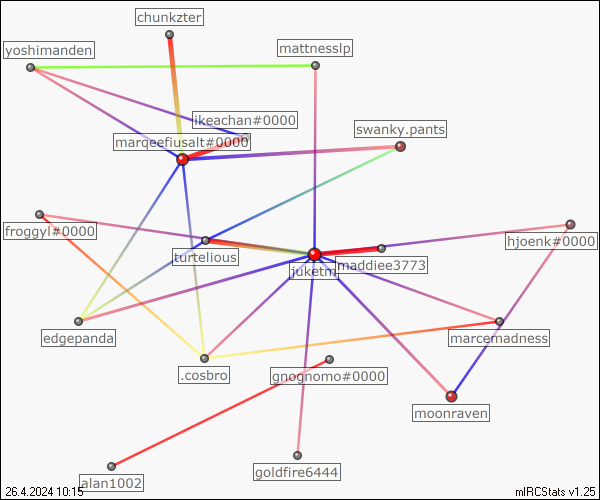 chunkzter
yoshimanden
mattnesslp
ikeachan#0000
swanky.pants
marqeefiusalt#0000
froggyl#0000
hjoenk#0000
turtelious
maddiee3773
edgepanda
marcemadness
.cosbro
gnognomo#0000
moonraven
goldfire6444
alan1002
26.4.2024 10:15
mIRCStats v1.25